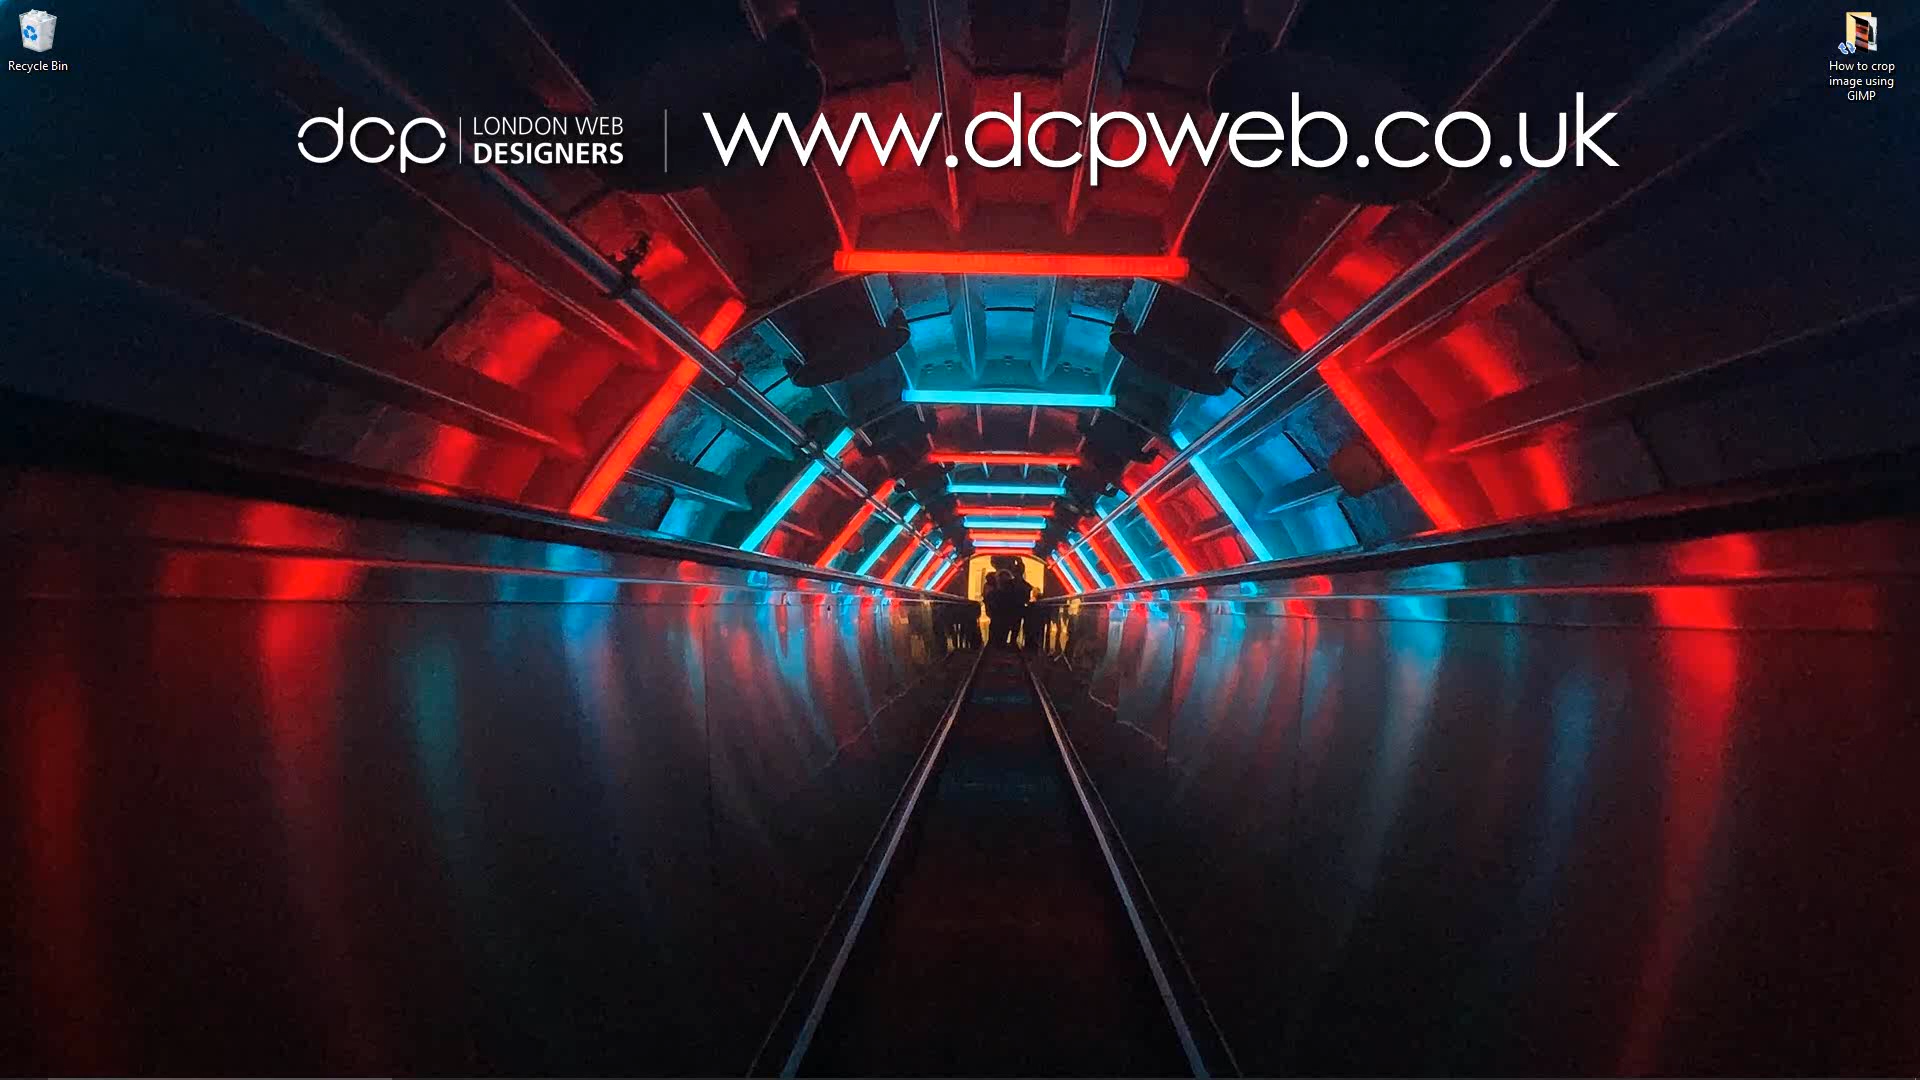 Recycle Bin
How to crop
image using
GIMP
dcp
LONDON WEB
DESIGNERS
www.dcpweb.co.uk